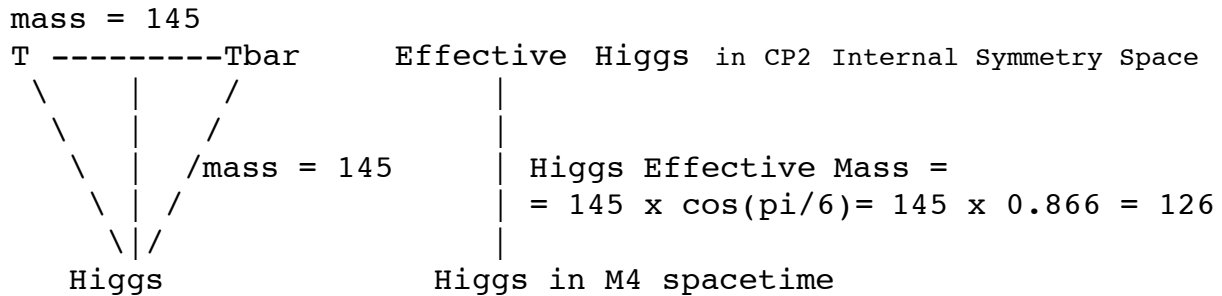 mass = 145
T ---------Tbar Effective Higgs in CP2 Internal Symmetry Space
mass = 145 Higgs Effective Mass =
= 145 x cos(pi/6)= 145 x 0.866 = 126
Higgs Higgs in M4 spacetime